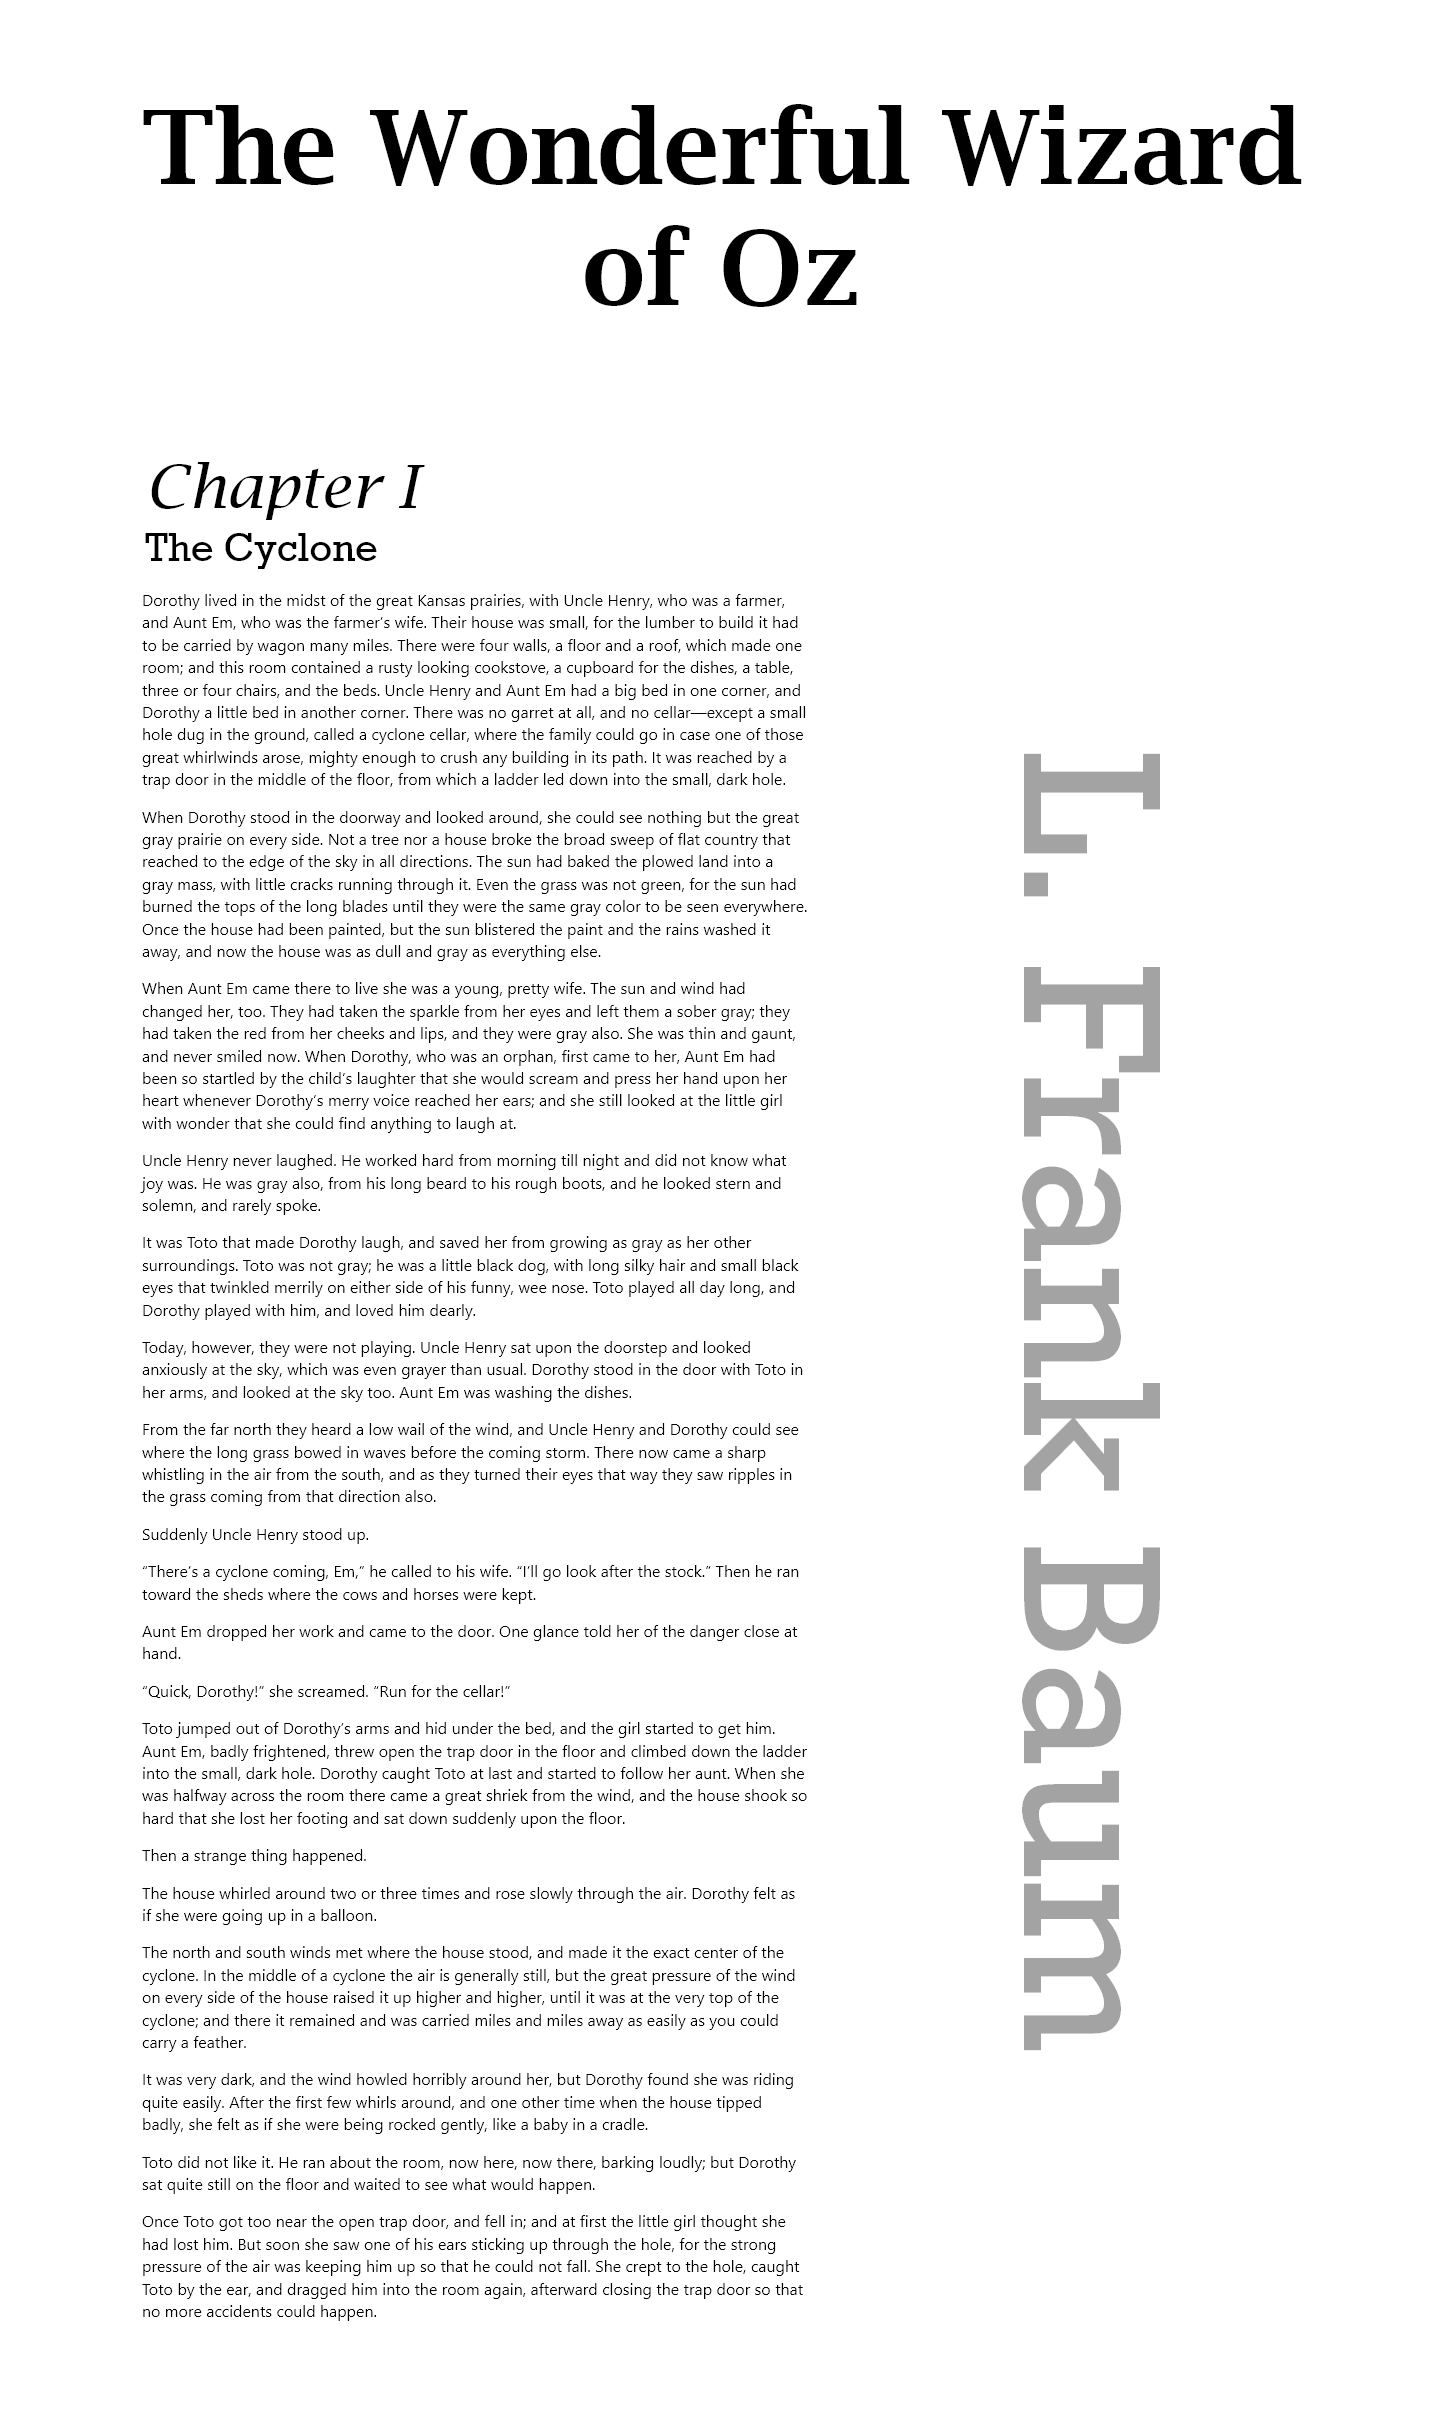 The Wonderful Wizard
of Oz
Chapter I
The Cyclone
Dorothy lived in the midst of the great Kansas prairies, with Uncle Henry, who was a farmer,
and Aunt Em, who was the farmer’s wife. Their house was small, for the lumber to build it had
to be carried by wagon many miles. There were four walls, a floor and a roof, which made one
room; and this room contained a rusty looking cookstove, a cupboard for the dishes, a table,
three or four chairs, and the beds. Uncle Henry and Aunt Em had a big bed in one corner, and
Dorothy a little bed in another corner. There was no garret at all, and no cellar—except a small
hole dug in the ground, called a cyclone cellar, where the family could go in case one of those
great whirlwinds arose, mighty enough to crush any building in its path. It was reached by a
trap door in the middle of the floor, from which a ladder led down into the small, dark hole.
When Dorothy stood in the doorway and looked around, she could see nothing but the great
gray prairie on every side. Not a tree nor a house broke the broad sweep of flat country that
reached to the edge of the sky in all directions. The sun had baked the plowed land into a
gray mass, with little cracks running through it. Even the grass was not green, for the sun had
burned the tops of the long blades until they were the same gray color to be seen everywhere.
Once the house had been painted, but the sun blistered the paint and the rains washed it
away, and now the house was as dull and gray as everything else.
When Aunt Em came there to live she was a young, pretty wife. The sun and wind had
changed her, too. They had taken the sparkle from her eyes and left them a sober gray; they
had taken the red from her cheeks and lips, and they were gray also. She was thin and gaunt,
and never smiled now. When Dorothy, who was an orphan, first came to her, Aunt Em had
been so startled by the child’s laughter that she would scream and press her hand upon her
heart whenever Dorothy’s merry voice reached her ears; and she still looked at the little girl
with wonder that she could find anything to laugh at.
Uncle Henry never laughed. He worked hard from morning till night and did not know what
joy was. He was gray also, from his long beard to his rough boots, and he looked stern and
solemn, and rarely spoke.
It was Toto that made Dorothy laugh, and saved her from growing as gray as her other
surroundings. Toto was not gray; he was a little black dog, with long silky hair and small black
eyes that twinkled merrily on either side of his funny, wee nose. Toto played all day long, and
Dorothy played with him, and loved him dearly.
Today, however, they were not playing. Uncle Henry sat upon the doorstep and looked
anxiously at the sky, which was even grayer than usual. Dorothy stood in the door with Toto in
her arms, and looked at the sky too. Aunt Em was washing the dishes.
From the far north they heard a low wail of the wind, and Uncle Henry and Dorothy could see
where the long grass bowed in waves before the coming storm. There now came a sharp
whistling in the air from the south, and as they turned their eyes that way they saw ripples in
the grass coming from that direction also.
Suddenly Uncle Henry stood up.
“There’s a cyclone coming, Em,” he called to his wife. “I’ll go look after the stock.” Then he ran
toward the sheds where the cows and horses were kept.
Aunt Em dropped her work and came to the door. One glance told her of the danger close at
hand.
“Quick, Dorothy!” she screamed. “Run for the cellar!”
Toto jumped out of Dorothy’s arms and hid under the bed, and the girl started to get him.
Aunt Em, badly frightened, threw open the trap door in the floor and climbed down the ladder
into the small, dark hole. Dorothy caught Toto at last and started to follow her aunt. When she
was halfway across the room there came a great shriek from the wind, and the house shook so
hard that she lost her footing and sat down suddenly upon the floor.
Then a strange thing happened.
The house whirled around two or three times and rose slowly through the air. Dorothy felt as
if she were going up in a balloon.
The north and south winds met where the house stood, and made it the exact center of the
cyclone. In the middle of a cyclone the air is generally still, but the great pressure of the wind
on every side of the house raised it up higher and higher, until it was at the very top of the
cyclone; and there it remained and was carried miles and miles away as easily as you could
carry a feather.
It was very dark, and the wind howled horribly around her, but Dorothy found she was riding
quite easily. After the first few whirls around, and one other time when the house tipped
badly, she felt as if she were being rocked gently, like a baby in a cradle.
Toto did not like it. He ran about the room, now here, now there, barking loudly; but Dorothy
sat quite still on the floor and waited to see what would happen.
Once Toto got too near the open trap door, and fell in; and at first the little girl thought she
had lost him. But soon she saw one of his ears sticking up through the hole, for the strong
pressure of the air was keeping him up so that he could not fall. She crept to the hole, caught
Toto by the ear, and dragged him into the room again, afterward closing the trap door so that
no more accidents could happen.
L. Frank Baum